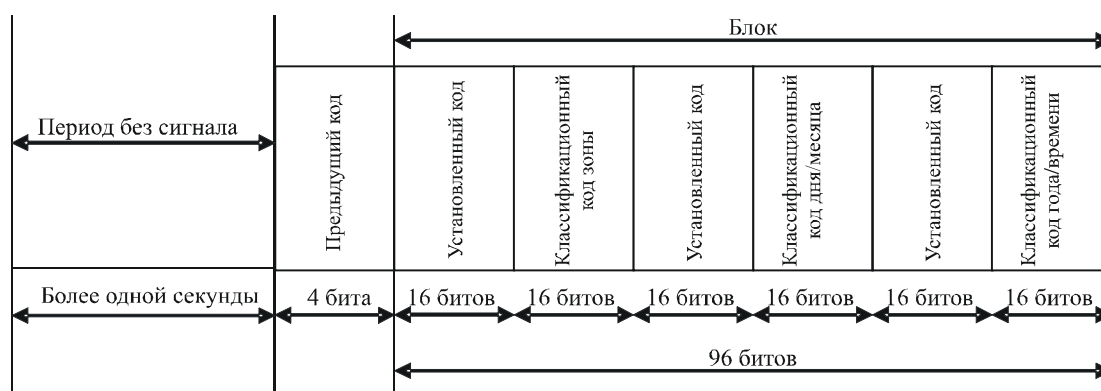 Блок
Период без сигнала
Предыдущий код
Установленный код
Классификационный
код зоны
Установленный код
Классификационный
код дня/месяца
Установленный код
Классификационный
код года/времени
Более одной секунды
4 бита
16 битов
16 битов
16 битов
16 битов
16 битов
16 битов
96 битов